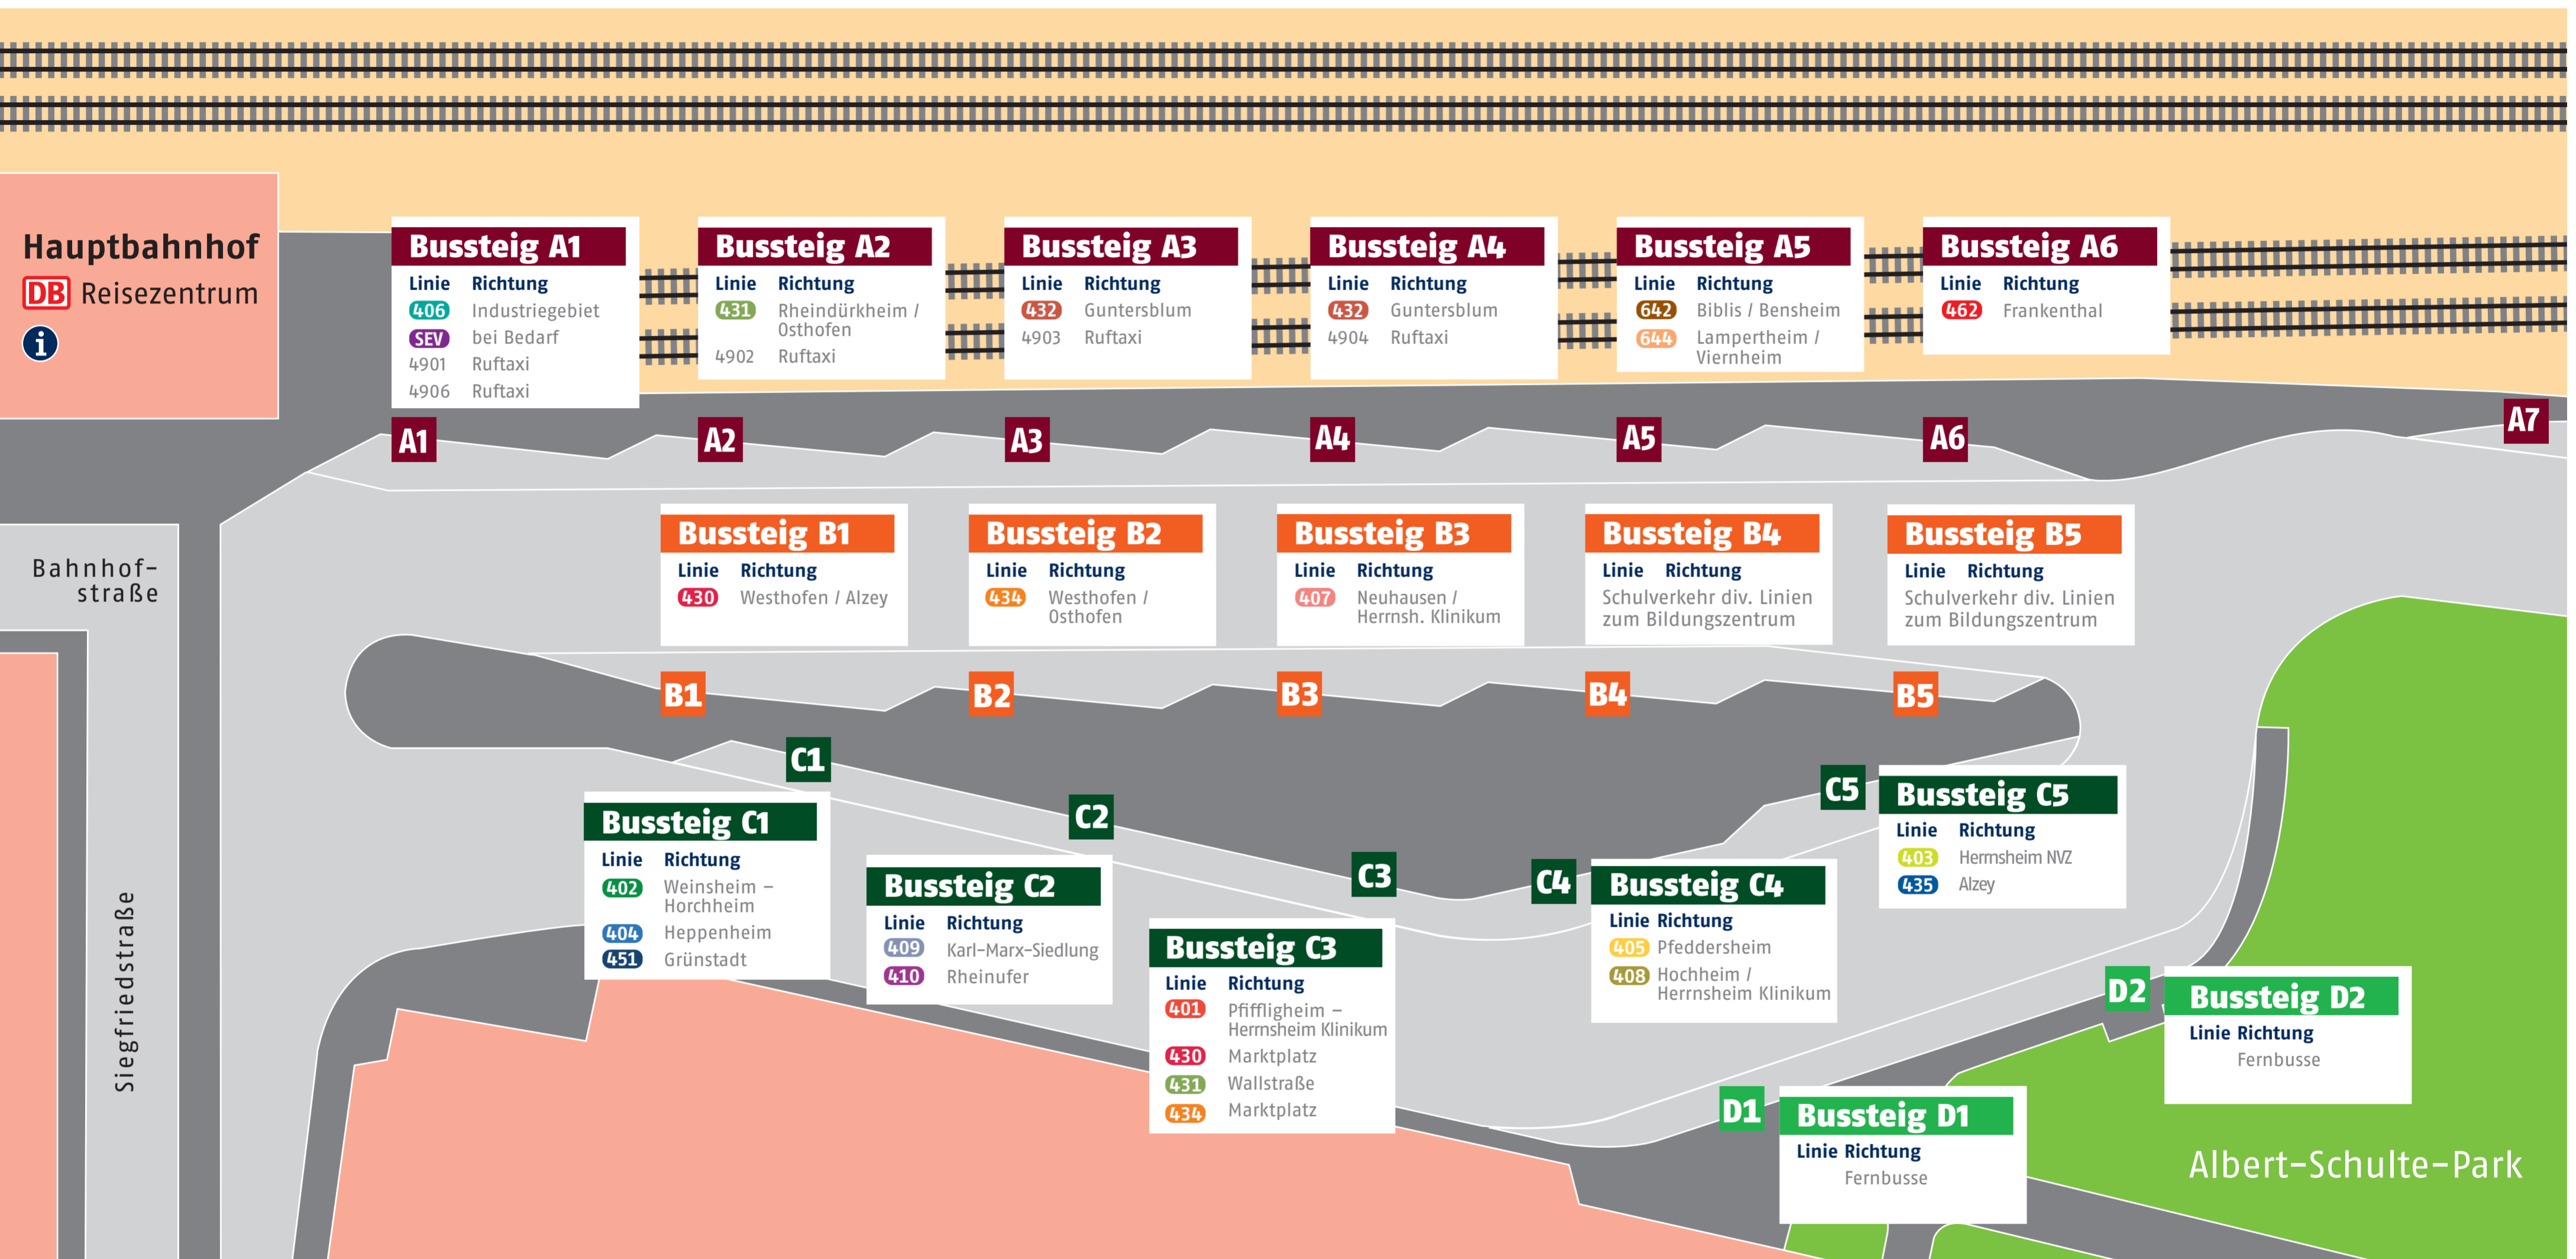 Hauptbahnhof
DB Reisezentrum
i
Bussteig A1
Linie Richtung
406 Industriegebiet
SEV bei Bedarf
4901 Ruftaxi
4906 Ruftaxi
Bussteig A2
Linie Richtung
431 Rheindürkheim /
Osthofen
4902 Ruftaxi
Bussteig A3
Linie Richtung
432 Guntersblum
4903 Ruftaxi
Bussteig A4
Linie Richtung
432 Guntersblum
4904 Ruftaxi
Bussteig A5
Linie Richtung
642 Biblis / Bensheim
644 Lampertheim /
Viernheim
Bussteig A6
Linie Richtung
462 Frankenthal
A1
A2
A3
A4
A5
A6
A7
Bahnhof-
straße
Siegfriedstraße
Bussteig B1
Linie Richtung
430 Westhofen / Alzey
Bussteig B2
Linie Richtung
434 Westhofen /
Osthofen
Bussteig B3
Linie Richtung
407 Neuhausen /
Herrnsh. Klinikum
Bussteig B4
Linie Richtung
Schulverkehr div. Linien
zum Bildungszentrum
Bussteig B5
Linie Richtung
Schulverkehr div. Linien
zum Bildungszentrum
B1
B2
B3
B4
B5
C1
C2
C3
C4
C5
Bussteig C1
Linie Richtung
402 Weinsheim –
Horchheim
404 Heppenheim
451 Grünstadt
Bussteig C2
Linie Richtung
409 Karl-Marx-Siedlung
410 Rheinufer
Bussteig C3
Linie Richtung
401 Pfiffligheim –
Herrnsheim Klinikum
430 Marktplatz
431 Wallstraße
434 Marktplatz
Bussteig C4
Linie Richtung
405 Pfeddersheim
408 Hochheim /
Herrnsheim Klinikum
Bussteig C5
Linie Richtung
403 Herrnsheim NVZ
435 Alzey
D2
Bussteig D2
Linie Richtung
Fernbusse
D1
Bussteig D1
Linie Richtung
Fernbusse
Albert-Schulte-Park